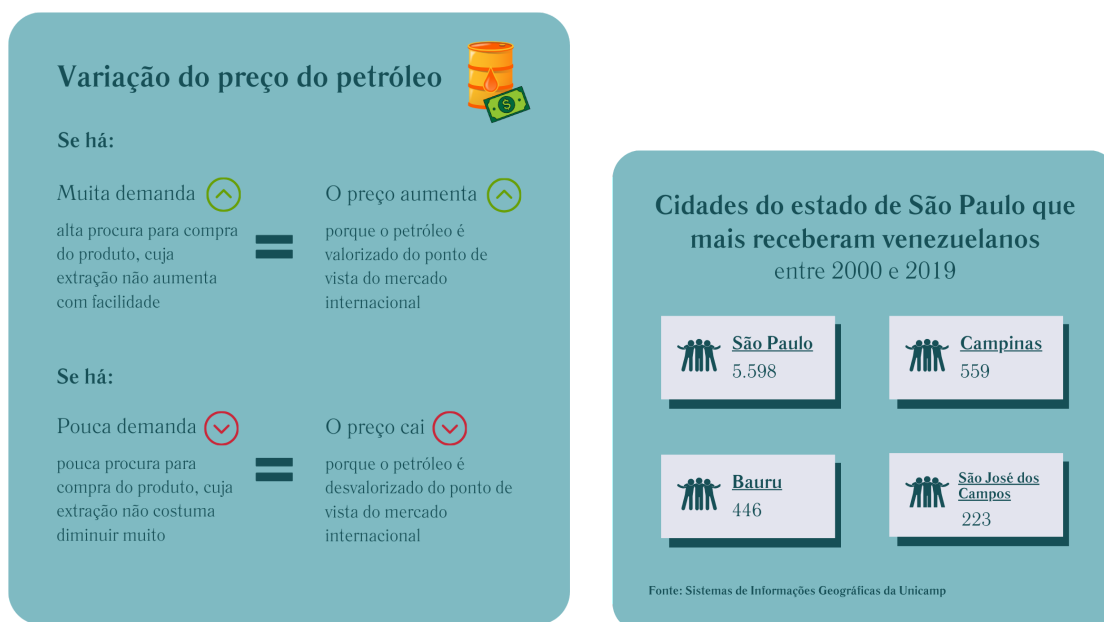 Variação do preço do petróleo
Se há:
Muita demanda
alta procura para compra
do produto, cuja
extração não aumenta
com facilidade
O preço aumenta
porque o petróleo é
valorizado do ponto de
vista do mercado
internacional
Se há:
Pouca demanda
pouca procura para
compra do produto, cuja
extração não costuma
diminuir muito
O preço cai
porque o petróleo é
desvalorizado do ponto de
vista do mercado
internacional
Cidades do estado de São Paulo que
mais receberam venezuelanos
entre 2000 e 2019
São Paulo
5.598
Campinas
559
Bauru
446
São José dos
Campos
223
Fonte: Sistemas de Informações Geográficas da Unicamp